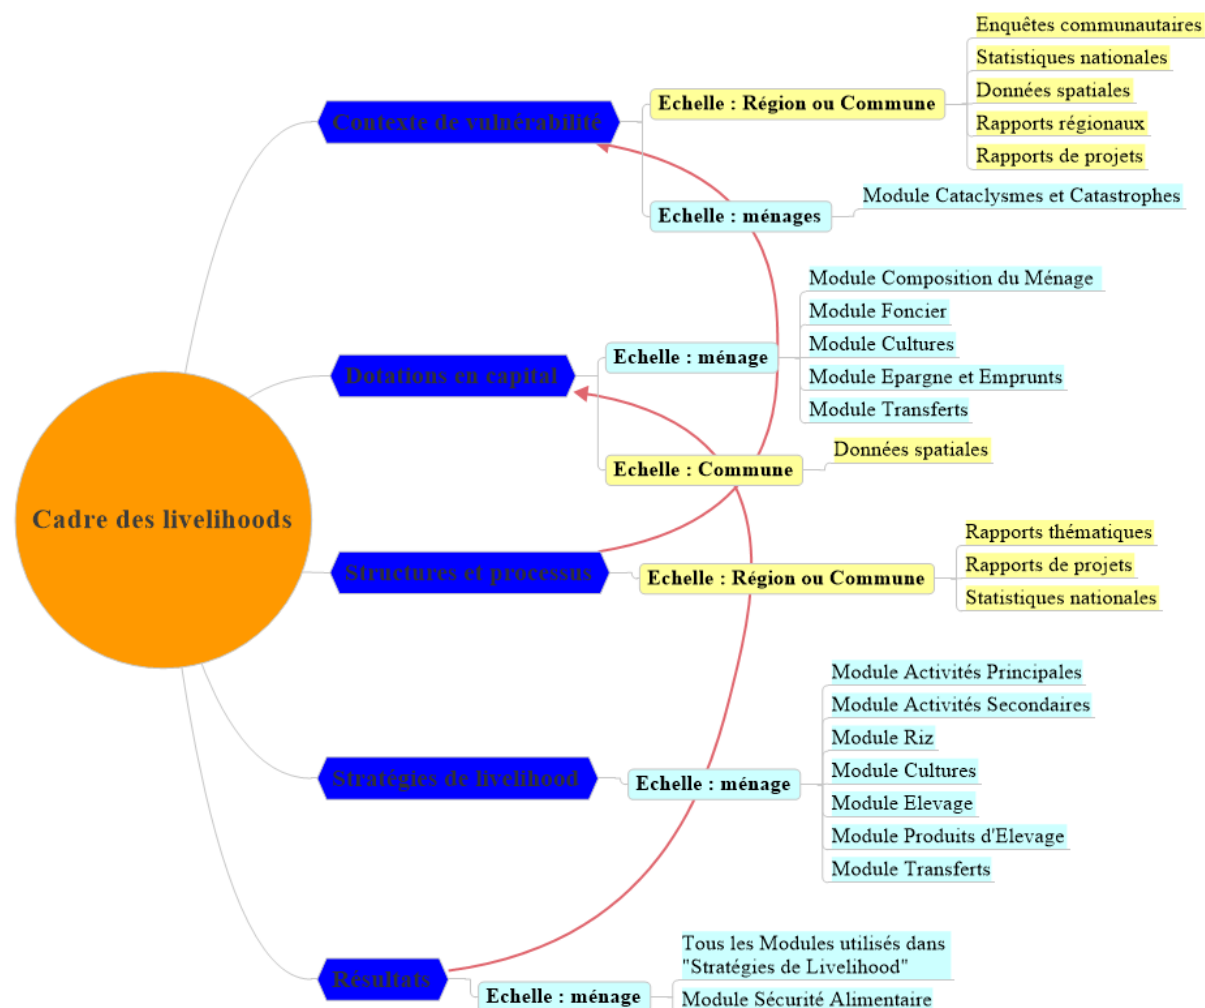 Cadre des livelihoods
Contexte de vulnérabilité
Echelle : Région ou Commune
Enquêtes communautaires
Statistiques nationales
Données spatiales
Rapports régionaux
Rapports de projets
Echelle : ménages
Module Cataclysmes et Catastrophes
Dotations en capital
Echelle : ménage
Module Composition du Ménage
Module Foncier
Module Cultures
Module Epargne et Emprunts
Module Transferts
Echelle : Commune
Données spatiales
Structures et processus
Echelle : Région ou Commune
Rapports thématiques
Rapports de projets
Statistiques nationales
Stratégies de livelihood
Echelle : ménage
Module Activités Principales
Module Activités Secondaires
Module Riz
Module Cultures
Module Elevage
Module Produits d'Elevage
Module Transferts
Résultats
Echelle : ménage
Tous les Modules utilisés dans
"Stratégies de Livelihood"
Module Sécurité Alimentaire